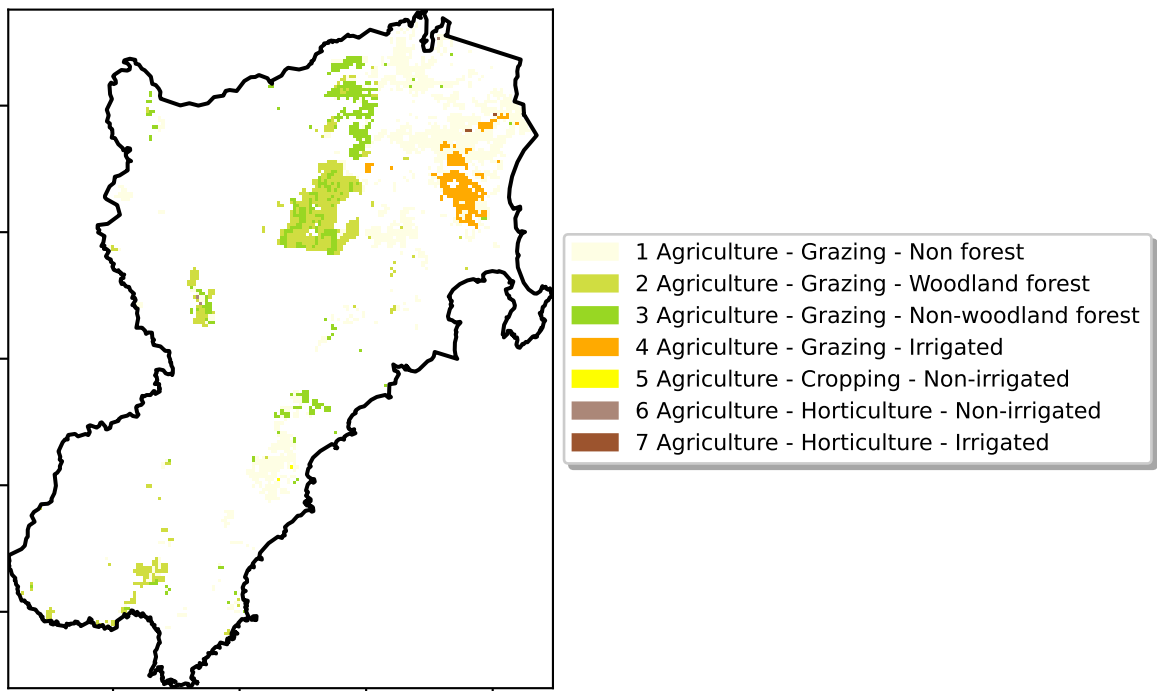 1 Agriculture - Grazing - Non forest
2 Agriculture - Grazing - Woodland forest
3 Agriculture - Grazing - Non-woodland forest
4 Agriculture - Grazing - Irrigated
5 Agriculture - Cropping - Non-irrigated
6 Agriculture - Horticulture - Non-irrigated
7 Agriculture - Horticulture - Irrigated